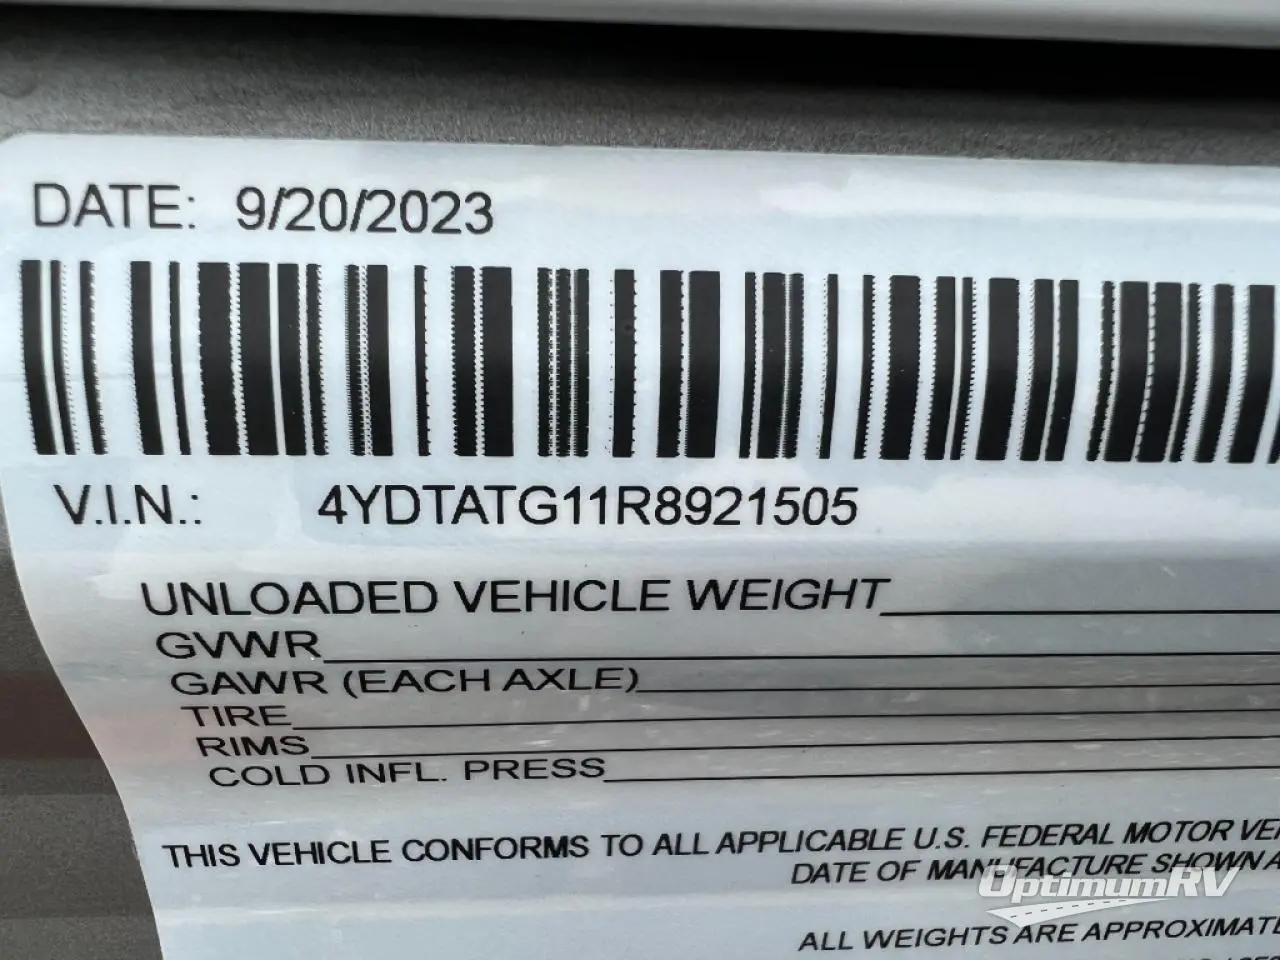 DATE: 9/20/2023
V.I.N.: 4YDTATG11R8921505
UNLOADED VEHICLE WEIGHT
GVWR
GAWR (EACH AXLE)
TIRE
RIMS
COLD INFL. PRESS
THIS VEHICLE CONFORMS TO ALL APPLICABLE U.S. FEDERAL MOTOR
DATE OF MANUFACTURE SHOWN
OptimumRV
ALL WEIGHTS ARE